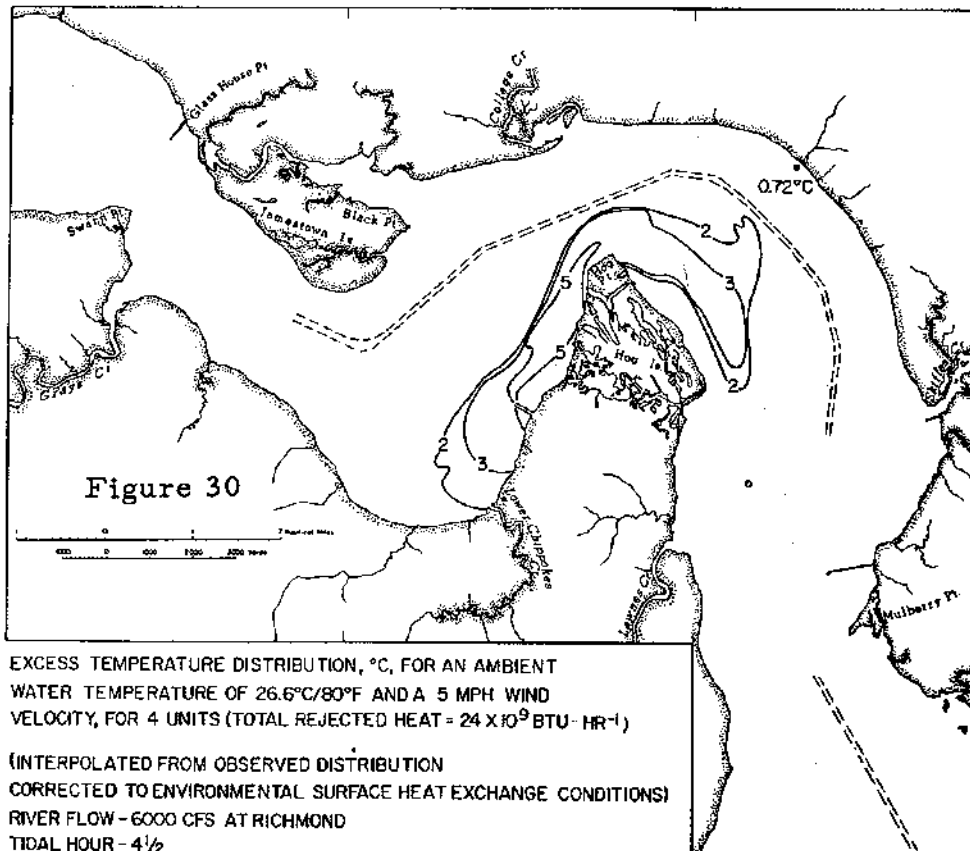 Glass House Pt
College Cr
0.72°C
Swann Pt
Jamestown Is
Black Pt
2
5
3
Hog
Pt
Hog
Is
5
2
Grays Cr
2
3
Figure 30
Lower Chippokes
Cr
Lawnes Cr
Mulberry Pt.
EXCESS TEMPERATURE DISTRIBUTION, °C, FOR AN AMBIENT
WATER TEMPERATURE OF 26.6°C/80°F AND A 5 MPH WIND
VELOCITY, FOR 4 UNITS (TOTAL REJECTED HEAT = 24 X 10⁹ BTU - HR⁻¹)
(INTERPOLATED FROM OBSERVED DISTRIBUTION
CORRECTED TO ENVIRONMENTAL SURFACE HEAT EXCHANGE CONDITIONS)
RIVER FLOW - 6000 CFS AT RICHMOND
TIDAL HOUR - 4½